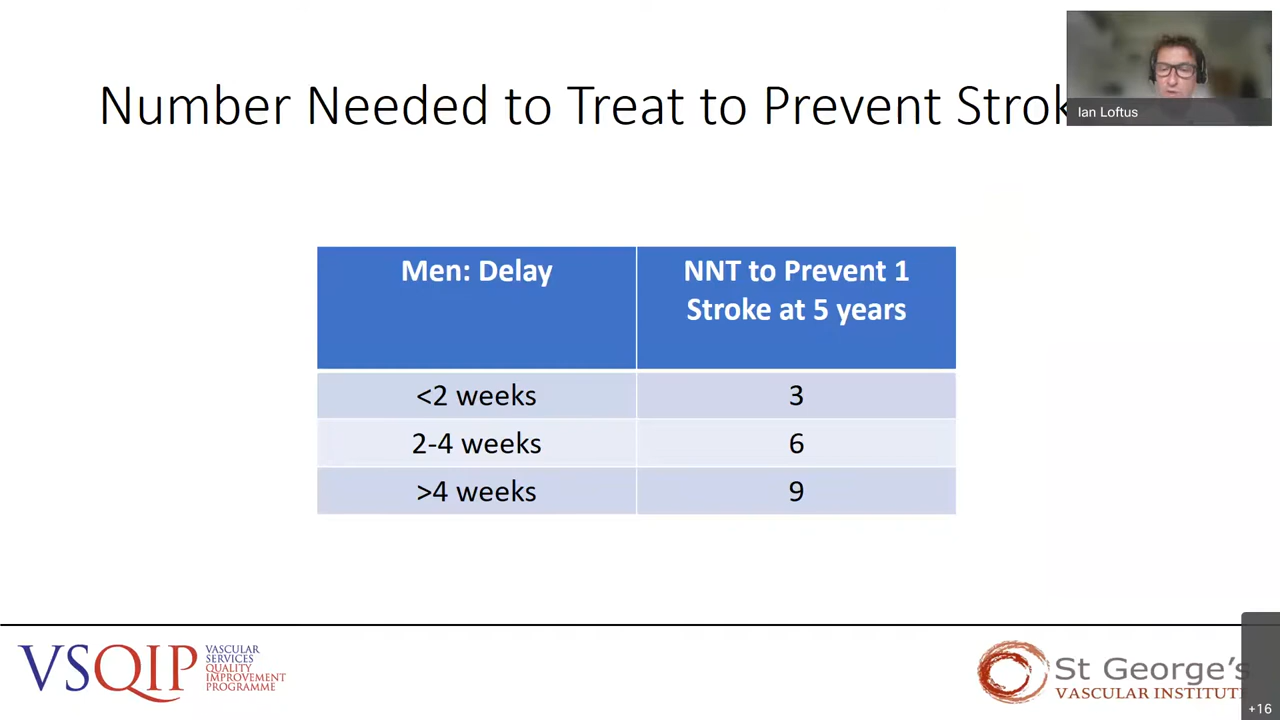 Number Needed to Treat to Prevent Strok
Ian Loftus
Men: Delay
NNT to Prevent 1
Stroke at 5 years
<2 weeks
3
2-4 weeks
6
>4 weeks
9
VSQIP
VASCULAR
SERVICES
QUALITY
IMPROVEMENT
PROGRAMME
St George's
VASCULAR INSTITUTE
+16